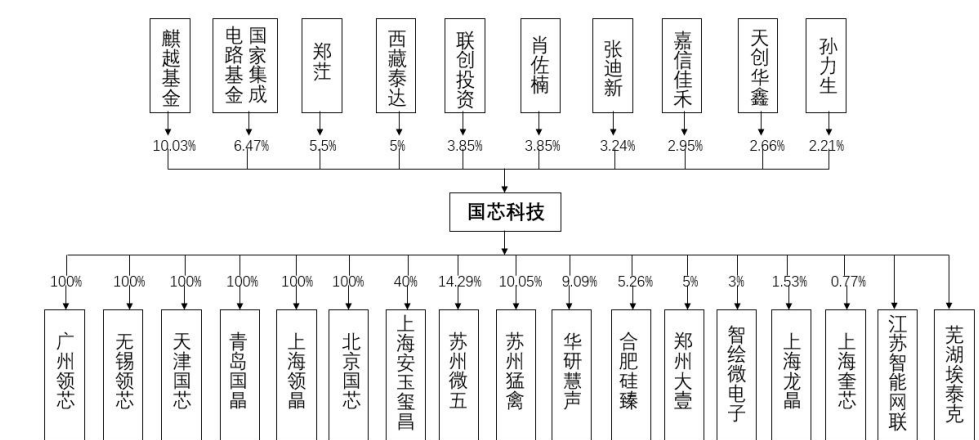 麒越基金
国家集成
电路基金
郑茳
西藏泰达
联创投资
肖佐楠
张迪新
嘉信佳禾
天创华鑫
孙力生
10.03%
6.47%
5.5%
5%
3.85%
3.85%
3.24%
2.95%
2.66%
2.21%
国芯科技
100%
100%
100%
100%
100%
100%
40%
14.29%
10.05%
9.09%
5.26%
5%
3%
1.53%
0.77%
广州领芯
无锡领芯
天津国芯
青岛国晶
上海领晶
北京国芯
上海安玉玺昌
苏州微五
苏州猛禽
华研慧声
合肥硅臻
郑州大壹
智绘微电子
上海龙晶
上海奎芯
江苏智能网联
芜湖埃泰克